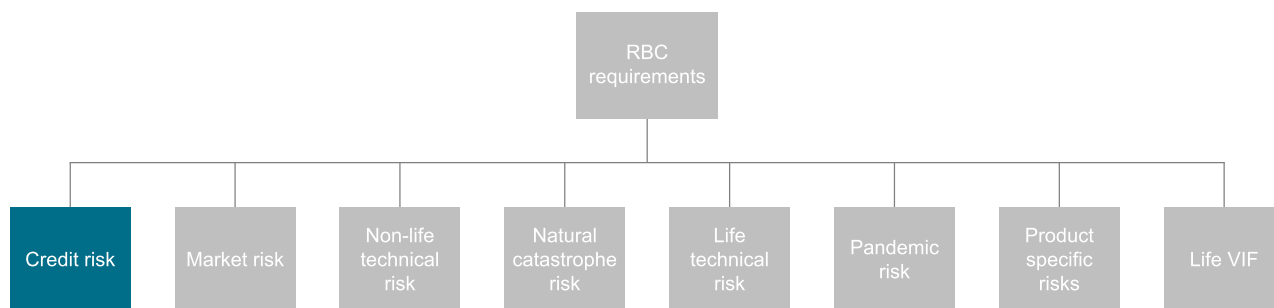 RBC
requirements
Credit risk
Market risk
Non-life
technical
risk
Natural
catastrophe
risk
Life
technical
risk
Pandemic
risk
Product
specific
risks
Life VIF